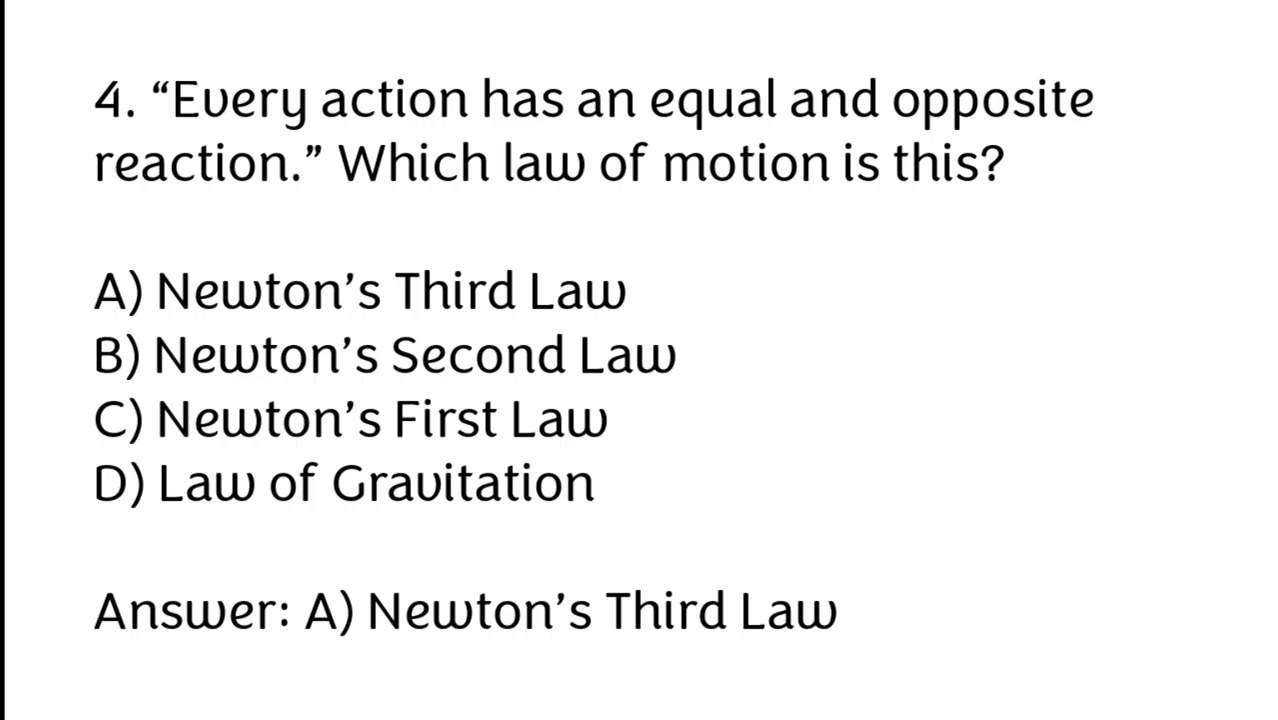 4. “Every action has an equal and opposite
reaction.” Which law of motion is this?
A) Newton’s Third Law
B) Newton’s Second Law
C) Newton’s First Law
D) Law of Gravitation
Answer: A) Newton’s Third Law